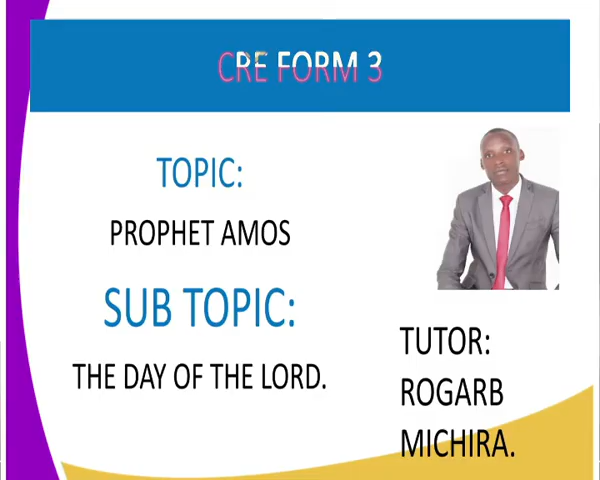 CRE FORM 3
TOPIC:
PROPHET AMOS
SUB TOPIC:
THE DAY OF THE LORD.
TUTOR:
ROGARB
MICHIRA.